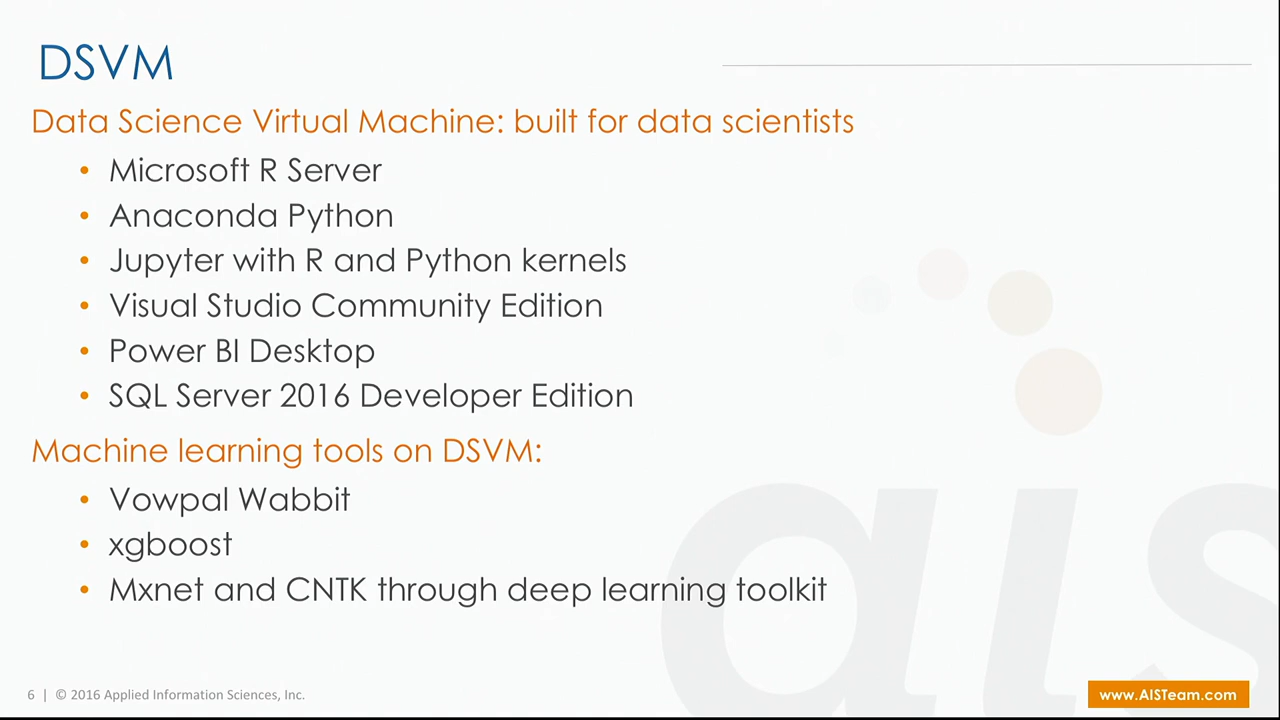 DSVM
Data Science Virtual Machine: built for data scientists
• Microsoft R Server
• Anaconda Python
• Jupyter with R and Python kernels
• Visual Studio Community Edition
• Power BI Desktop
• SQL Server 2016 Developer Edition
Machine learning tools on DSVM:
• Vowpal Wabbit
• xgboost
• Mxnet and CNTK through deep learning toolkit
ais
6 | © 2016 Applied Information Sciences, Inc.
www.AISTeam.com